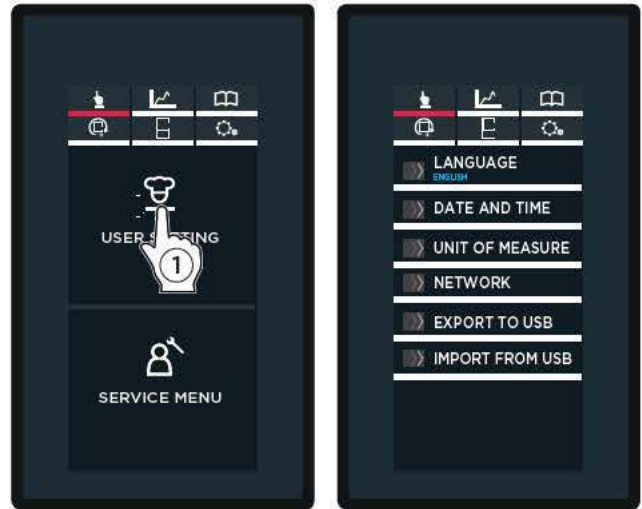 USER SETTING
1
SERVICE MENU
LANGUAGE
ENGLISH
DATE AND TIME
UNIT OF MEASURE
NETWORK
EXPORT TO USB
IMPORT FROM USB